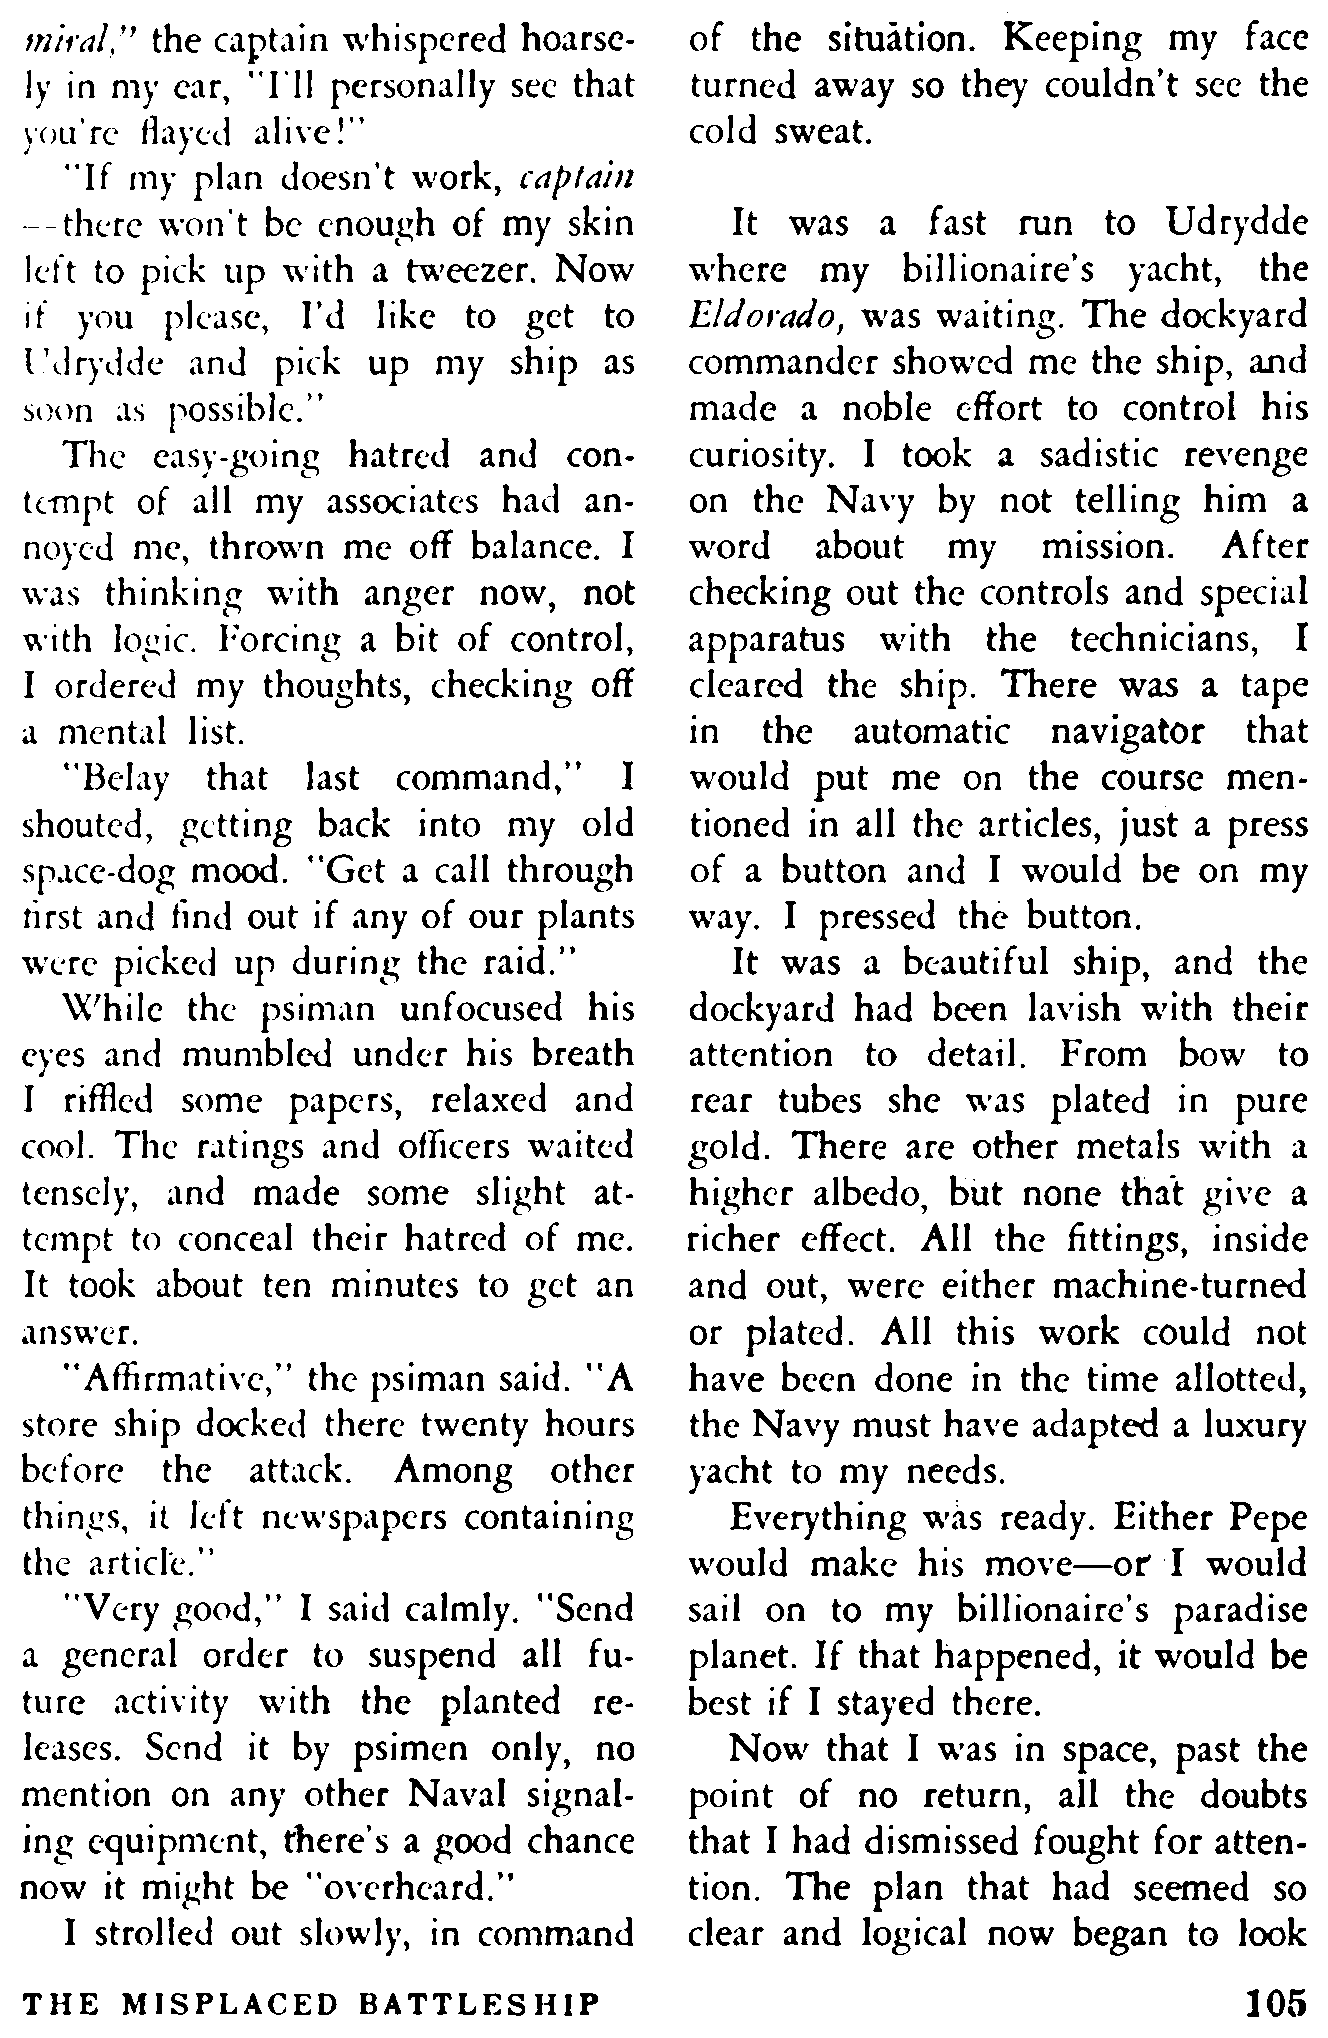 miral," the captain whispered hoarse-
ly in my ear, "I'll personally see that
you're flayed alive!"
"If my plan doesn't work, captain
--there won't be enough of my skin
left to pick up with a tweezer. Now
if you please, I'd like to get to
Udrydde and pick up my ship as
soon as possible."
The easy-going hatred and con-
tempt of all my associates had an-
noyed me, thrown me off balance. I
was thinking with anger now, not
with logic. Forcing a bit of control,
I ordered my thoughts, checking off
a mental list.
"Belay that last command," I
shouted, getting back into my old
space-dog mood. "Get a call through
first and find out if any of our plants
were picked up during the raid."
While the psiman unfocused his
eyes and mumbled under his breath
I riffled some papers, relaxed and
cool. The ratings and officers waited
tensely, and made some slight at-
tempt to conceal their hatred of me.
It took about ten minutes to get an
answer.
"Affirmative," the psiman said. "A
store ship docked there twenty hours
before the attack. Among other
things, it left newspapers containing
the article."
"Very good," I said calmly. "Send
a general order to suspend all fu-
ture activity with the planted re-
leases. Send it by psimen only, no
mention on any other Naval signal-
ing equipment, there's a good chance
now it might be "overheard."
I strolled out slowly, in command
of the situation. Keeping my face
turned away so they couldn't see the
cold sweat.
It was a fast run to Udrydde
where my billionaire's yacht, the
Eldorado, was waiting. The dockyard
commander showed me the ship, and
made a noble effort to control his
curiosity. I took a sadistic revenge
on the Navy by not telling him a
word about my mission. After
checking out the controls and special
apparatus with the technicians, I
cleared the ship. There was a tape
in the automatic navigator that
would put me on the course men-
tioned in all the articles, just a press
of a button and I would be on my
way. I pressed the button.
It was a beautiful ship, and the
dockyard had been lavish with their
attention to detail. From bow to
rear tubes she was plated in pure
gold. There are other metals with a
higher albedo, but none that give a
richer effect. All the fittings, inside
and out, were either machine-turned
or plated. All this work could not
have been done in the time allotted,
the Navy must have adapted a luxury
yacht to my needs.
Everything was ready. Either Pepe
would make his move—or I would
sail on to my billionaire's paradise
planet. If that happened, it would be
best if I stayed there.
Now that I was in space, past the
point of no return, all the doubts
that I had dismissed fought for atten-
tion. The plan that had seemed so
clear and logical now began to look
THE MISPLACED BATTLESHIP 105